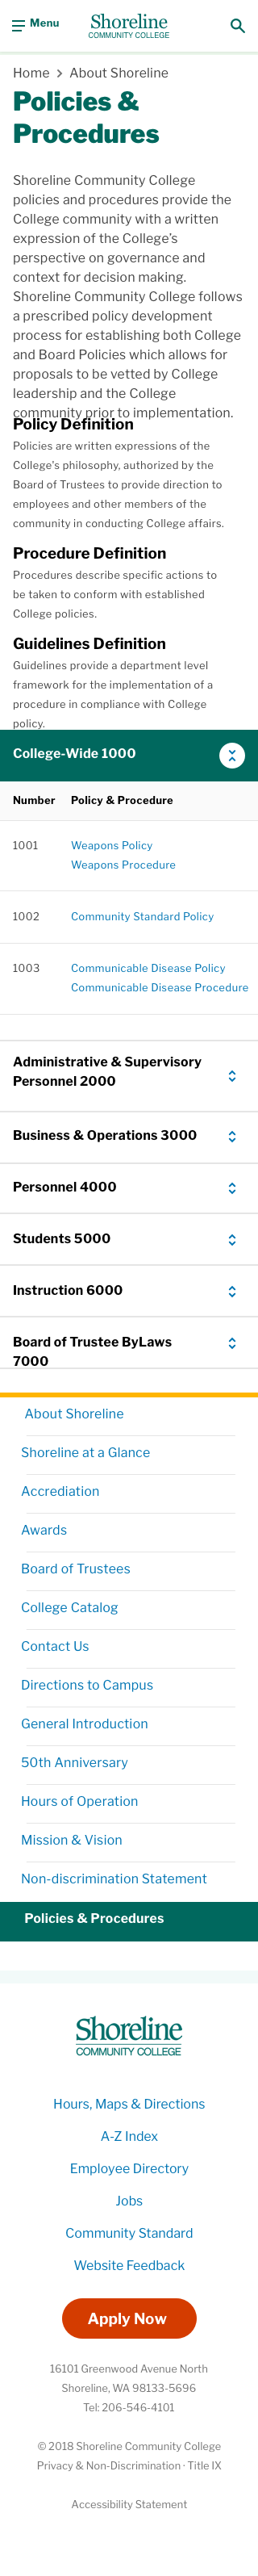 Menu
Shoreline
COMMUNITY COLLEGE
Home > About Shoreline
Policies &
Procedures
Shoreline Community College
policies and procedures provide the
College community with a written
expression of the College's
perspective on governance and
context for decision making.
Shoreline Community College follows
a prescribed policy development
process for establishing both College
and Board Policies which allows for
proposals to be vetted by College
leadership and the College
community prior to implementation.
Policy Definition
Policies are written expressions of the
College's philosophy, authorized by the
Board of Trustees to provide direction to
employees and other members of the
community in conducting College affairs.
Procedure Definition
Procedures describe specific actions to
be taken to conform with established
College policies.
Guidelines Definition
Guidelines provide a department level
framework for the implementation of a
procedure in compliance with College
policy.
College-Wide 1000
Number Policy & Procedure
1001 Weapons Policy
Weapons Procedure
1002 Community Standard Policy
1003 Communicable Disease Policy
Communicable Disease Procedure
Administrative & Supervisory
Personnel 2000
Business & Operations 3000
Personnel 4000
Students 5000
Instruction 6000
Board of Trustee ByLaws
7000
About Shoreline
Shoreline at a Glance
Accrediation
Awards
Board of Trustees
College Catalog
Contact Us
Directions to Campus
General Introduction
50th Anniversary
Hours of Operation
Mission & Vision
Non-discrimination Statement
Policies & Procedures
Shoreline
COMMUNITY COLLEGE
Hours, Maps & Directions
A-Z Index
Employee Directory
Jobs
Community Standard
Website Feedback
Apply Now
16101 Greenwood Avenue North
Shoreline, WA 98133-5696
Tel: 206-546-4101
© 2018 Shoreline Community College
Privacy & Non-Discrimination · Title IX
Accessibility Statement